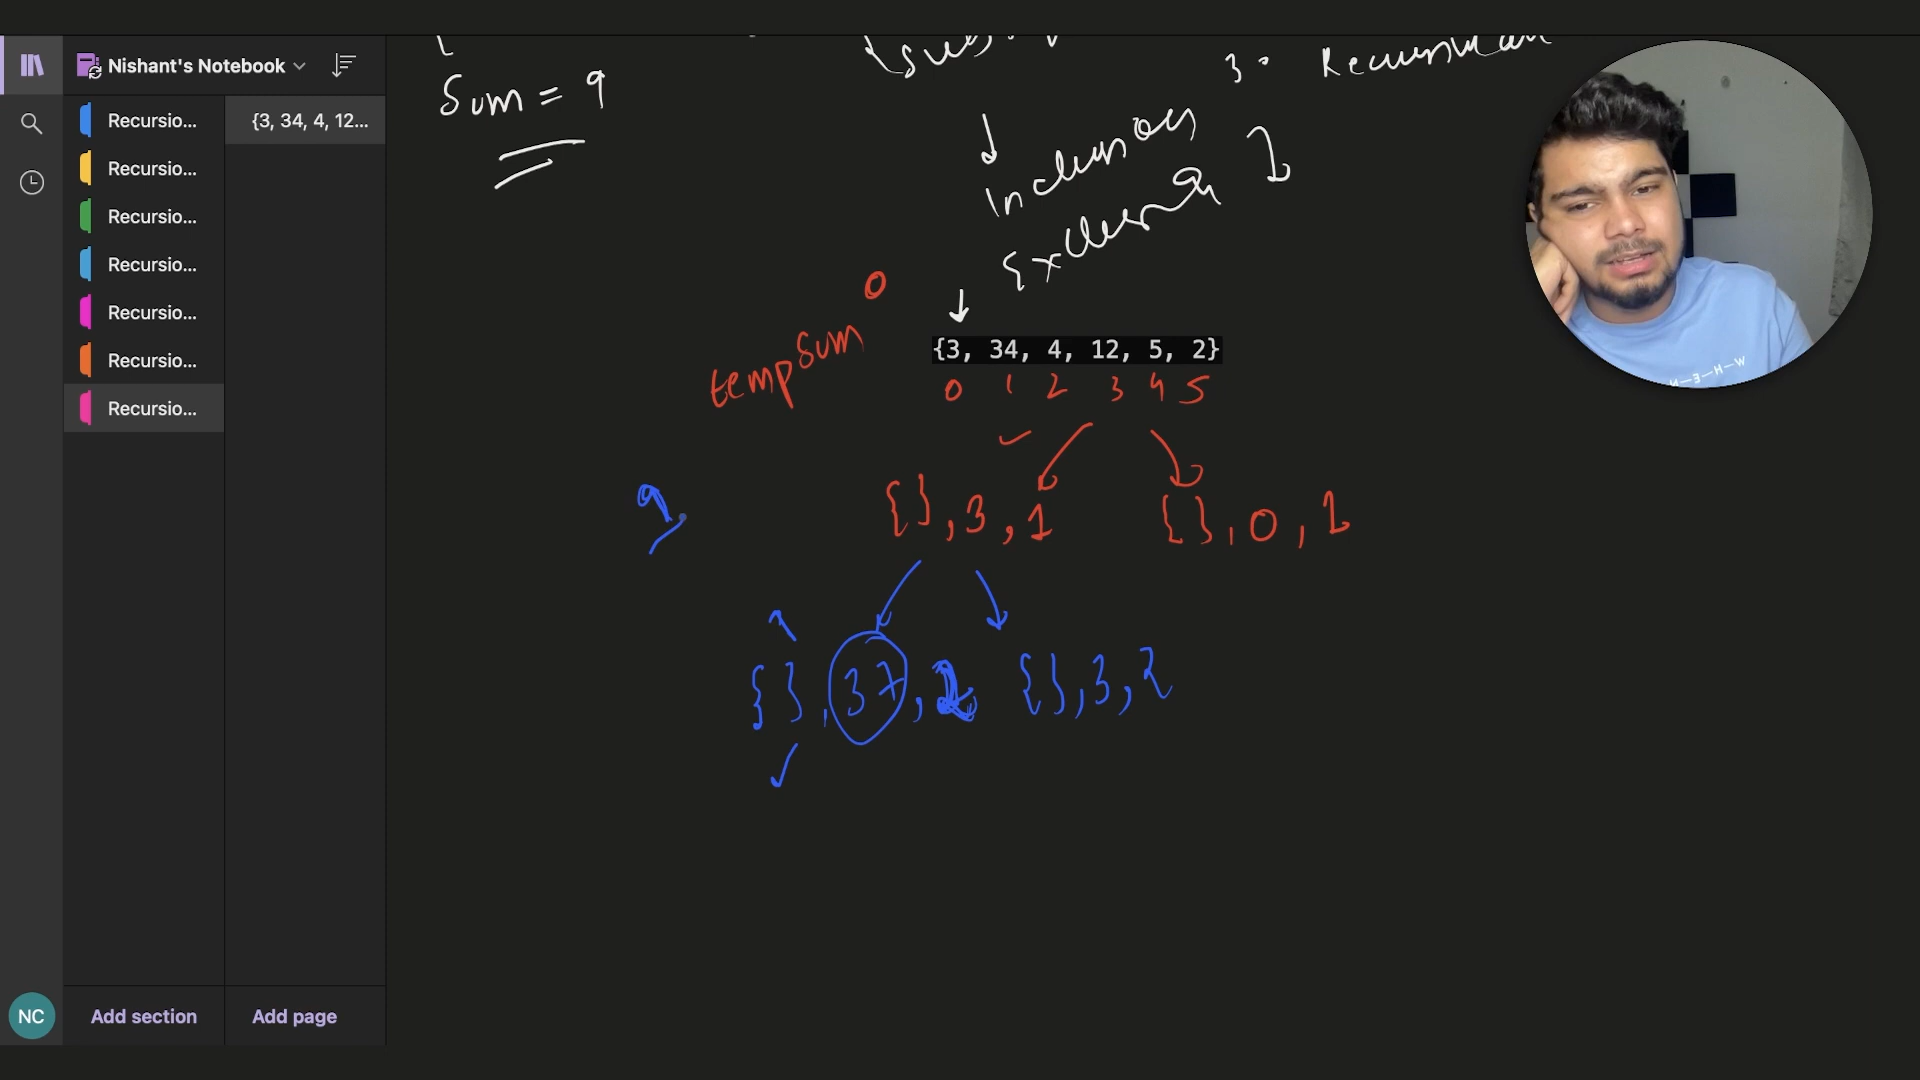 Nishant's Notebook
Recursio...
Recursio...
Recursio...
Recursio...
Recursio...
Recursio...
Recursio...
{3, 34, 4, 12...
Add section
Add page
NC
Sum = 9
3.
Inclusion
Exclusion
tempSum 0
{3, 34, 4, 12, 5, 2}
0 1 2 3 4 5
{}, 3, 1
{}, 0, 1
9
{}, 37, 2
{}, 3, 2
3-H-W